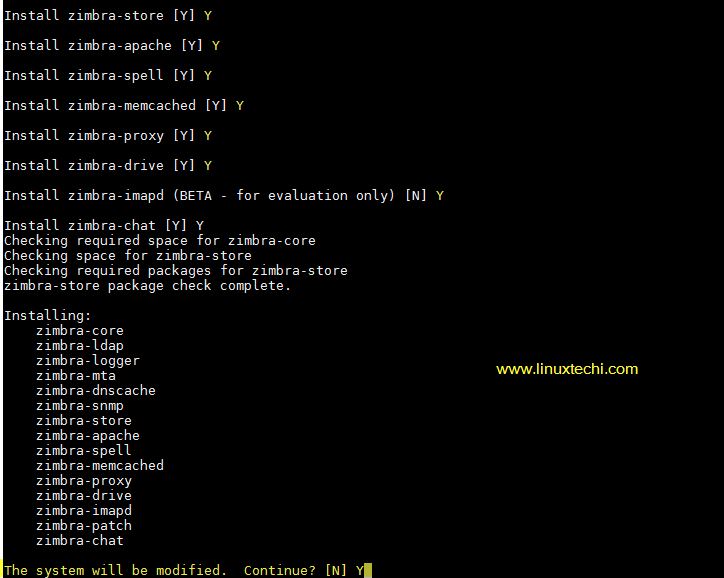 Install zimbra-store [Y] Y
Install zimbra-apache [Y] Y
Install zimbra-spell [Y] Y
Install zimbra-memcached [Y] Y
Install zimbra-proxy [Y] Y
Install zimbra-drive [Y] Y
Install zimbra-imapd (BETA - for evaluation only) [N] Y
Install zimbra-chat [Y] Y
Checking required space for zimbra-core
Checking space for zimbra-store
Checking required packages for zimbra-store
zimbra-store package check complete.
Installing:
zimbra-core
zimbra-ldap
zimbra-logger
zimbra-mta
zimbra-dnscache
zimbra-snmp
zimbra-store
zimbra-apache
zimbra-spell
zimbra-memcached
zimbra-proxy
zimbra-drive
zimbra-imapd
zimbra-patch
zimbra-chat
www.linuxtechi.com
The system will be modified.  Continue? [N] Y